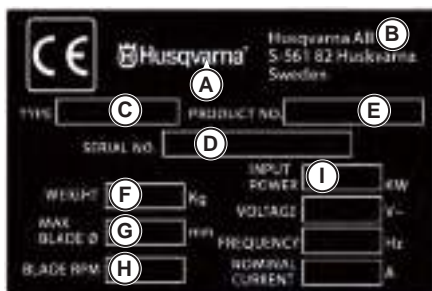 CE Husqvarna® Husqvarna AB B
S-561 82 Huskvarna
A Sweden
TYPE C PRODUCT NO. E
SERIAL NO. D
INPUT POWER I KW
WEIGHT F Kg
VOLTAGE V~
MAX BLADE Ø G mm
FREQUENCY Hz
BLADE RPM H
NOMINAL CURRENT A